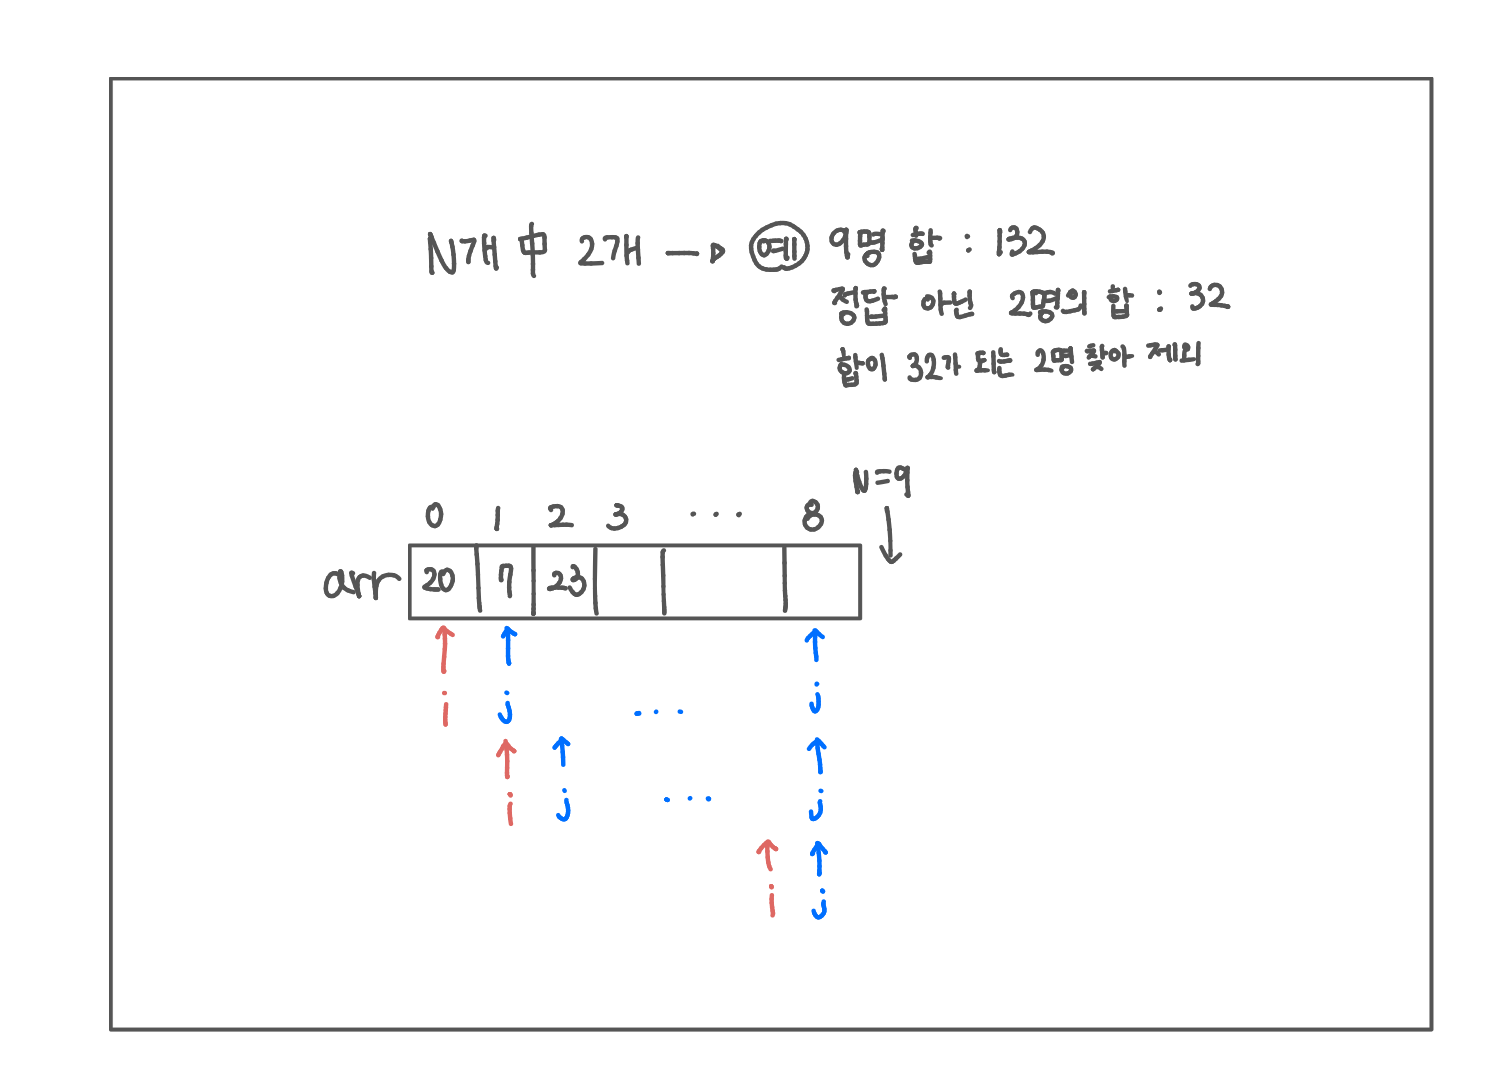 N개 中 2개 → 예 9명 합 : 132
정답 아닌 2명의 합 : 32
합이 32가 되는 2명 찾아 제외
N=9
0 1 2 3 ... 8
arr 20 7 23
i j ... j
i j ... j
i j